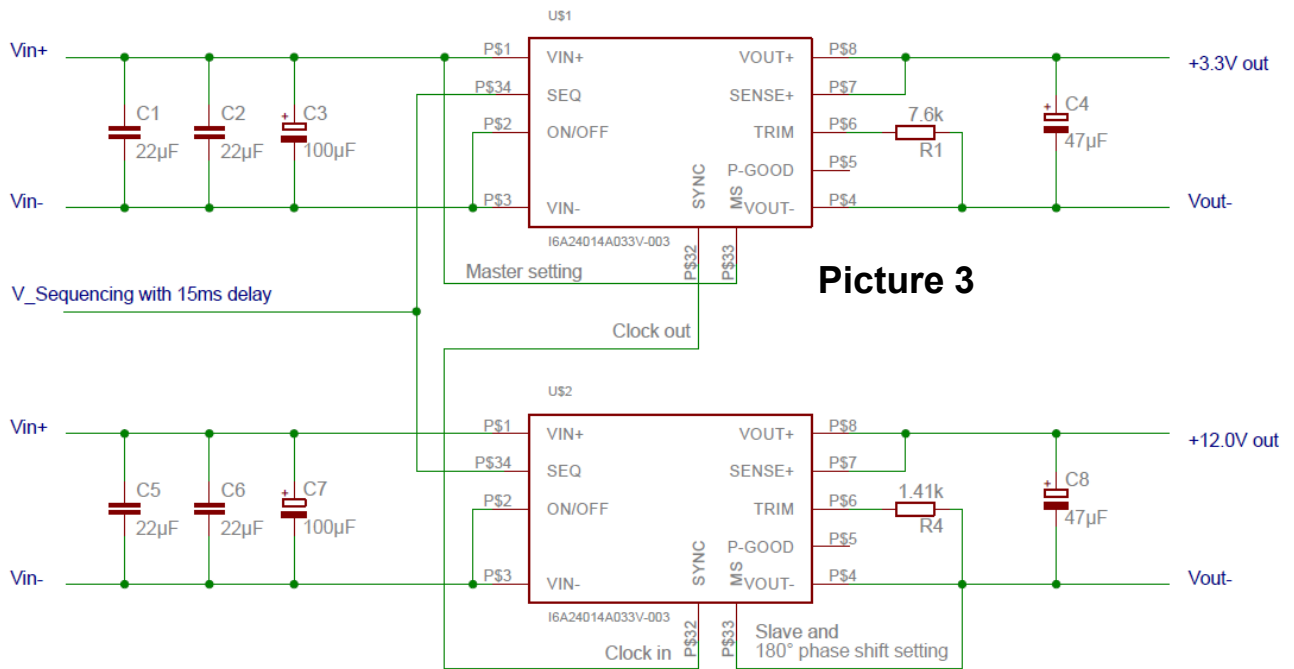 U$1
Vin+
P$1
VIN+
VOUT+
P$8
+3.3V out
P$34
SEQ
SENSE+
P$7
C1
22µF
C2
22µF
C3
+
100µF
P$2
ON/OFF
TRIM
P$6
7.6k
R1
C4
+
47µF
P-GOOD
P$5
Vin-
P$3
VIN-
SYNC
MS
VOUT-
P$4
Vout-
I6A24014A033V-003
P$32
P$33
Master setting
Picture 3
V_Sequencing with 15ms delay
Clock out
U$2
Vin+
P$1
VIN+
VOUT+
P$8
+12.0V out
P$34
SEQ
SENSE+
P$7
C5
22µF
C6
22µF
C7
+
100µF
P$2
ON/OFF
TRIM
P$6
1.41k
R4
C8
+
47µF
P-GOOD
P$5
Vin-
P$3
VIN-
SYNC
MS
VOUT-
P$4
Vout-
I6A24014A033V-003
P$32
P$33
Clock in
Slave and
180° phase shift setting